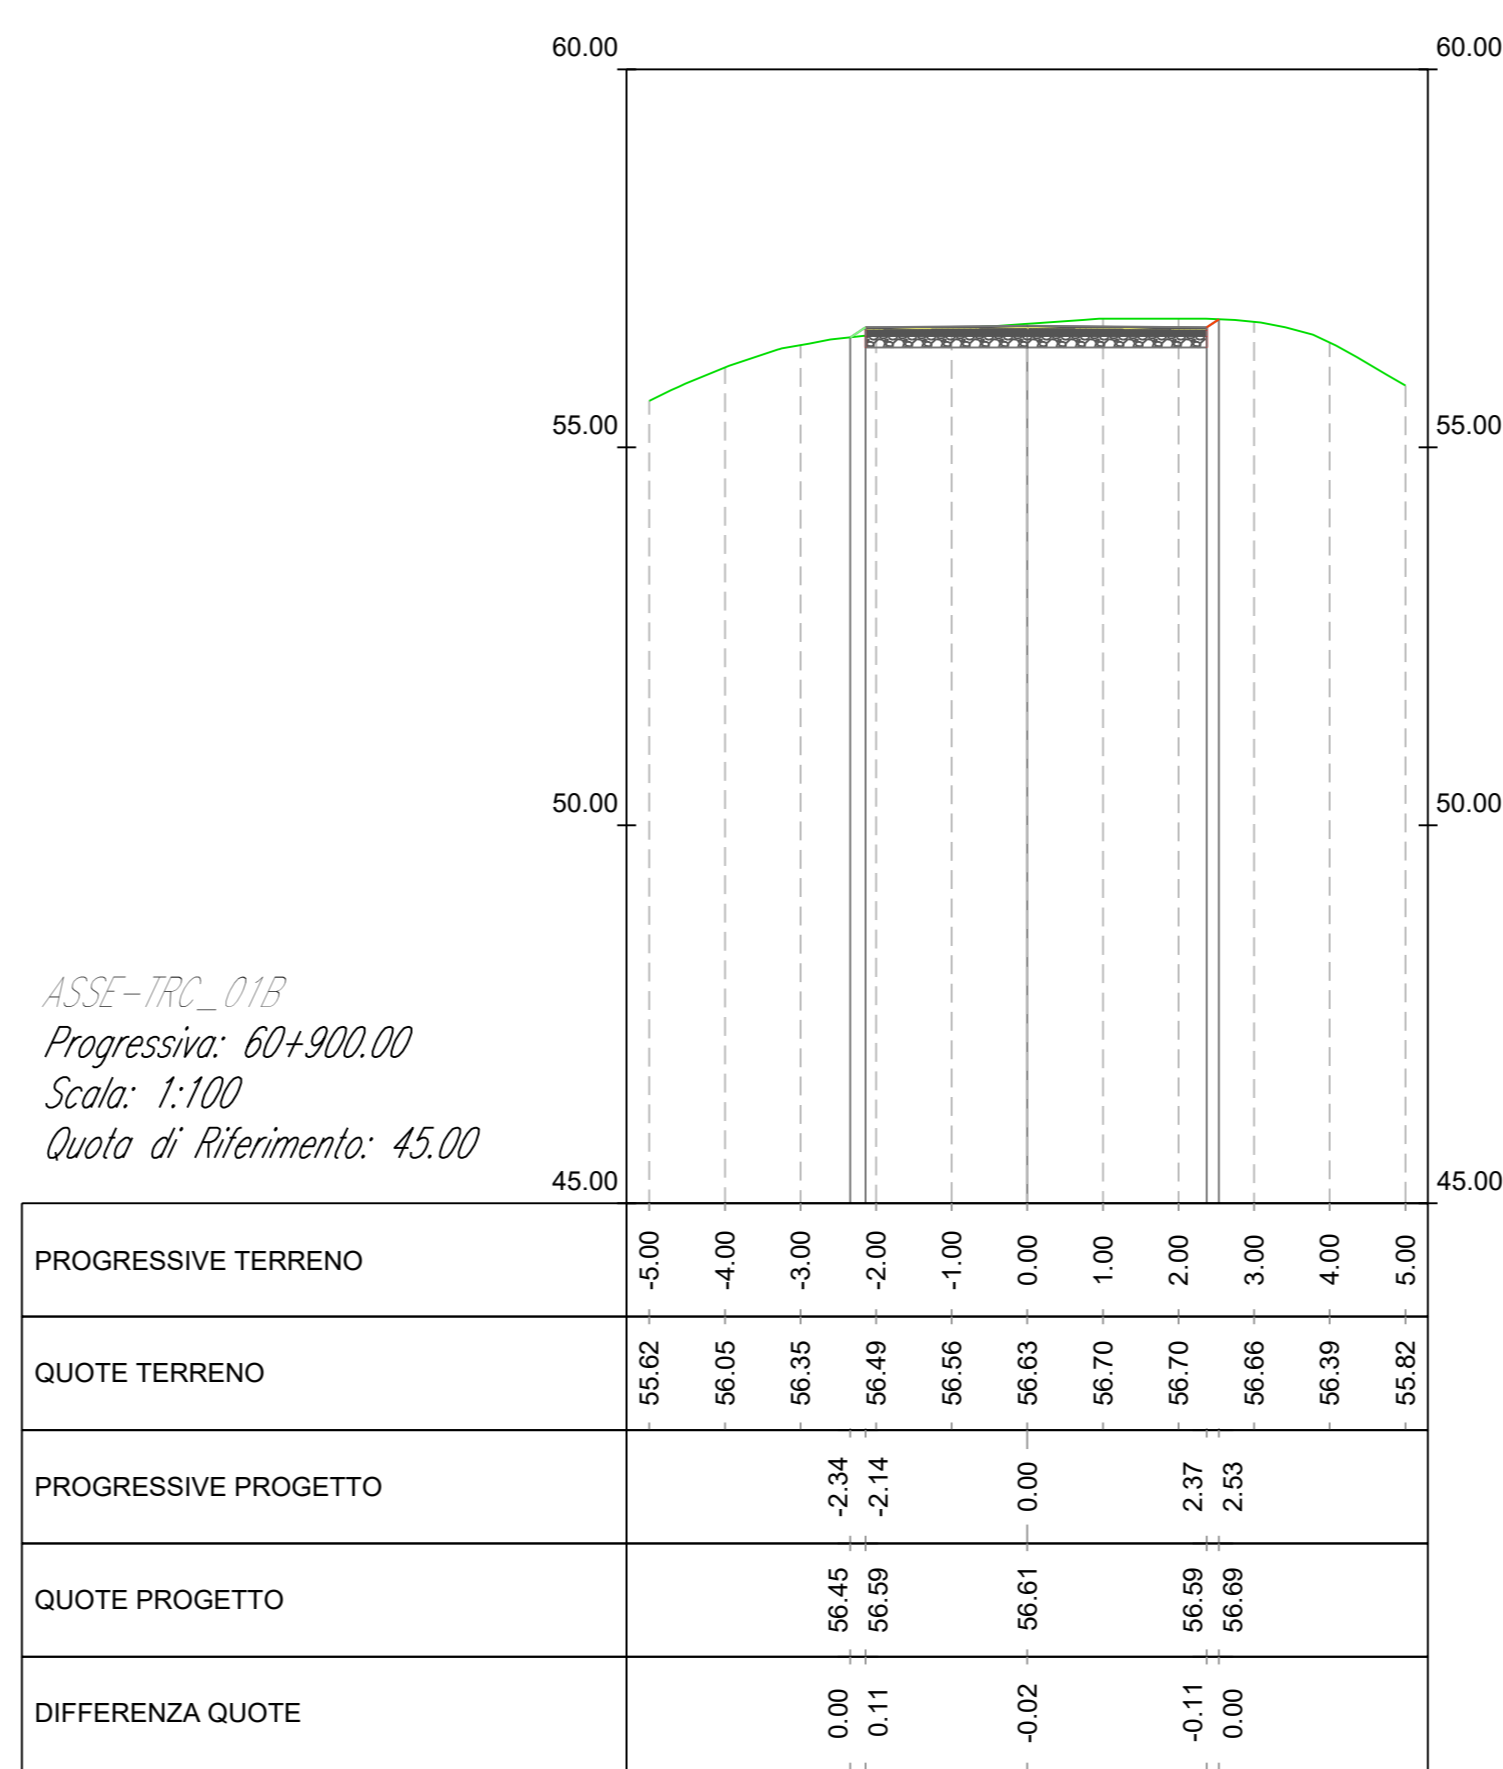 60.00 60.00
55.00 55.00
50.00 50.00
ASSE-TRC_01B
Progressiva: 60+900.00
Scala: 1:100
Quota di Riferimento: 45.00
45.00 45.00
PROGRESSIVE TERRENO -5.00 -4.00 -3.00 -2.00 -1.00 0.00 1.00 2.00 3.00 4.00 5.00
QUOTE TERRENO 55.62 56.05 56.35 56.49 56.56 56.63 56.70 56.70 56.66 56.39 55.82
PROGRESSIVE PROGETTO -2.34 -2.14 0.00 2.37 2.53
QUOTE PROGETTO 56.45 56.59 56.61 56.59 56.69
DIFFERENZA QUOTE 0.00 0.11 -0.02 -0.11 0.00